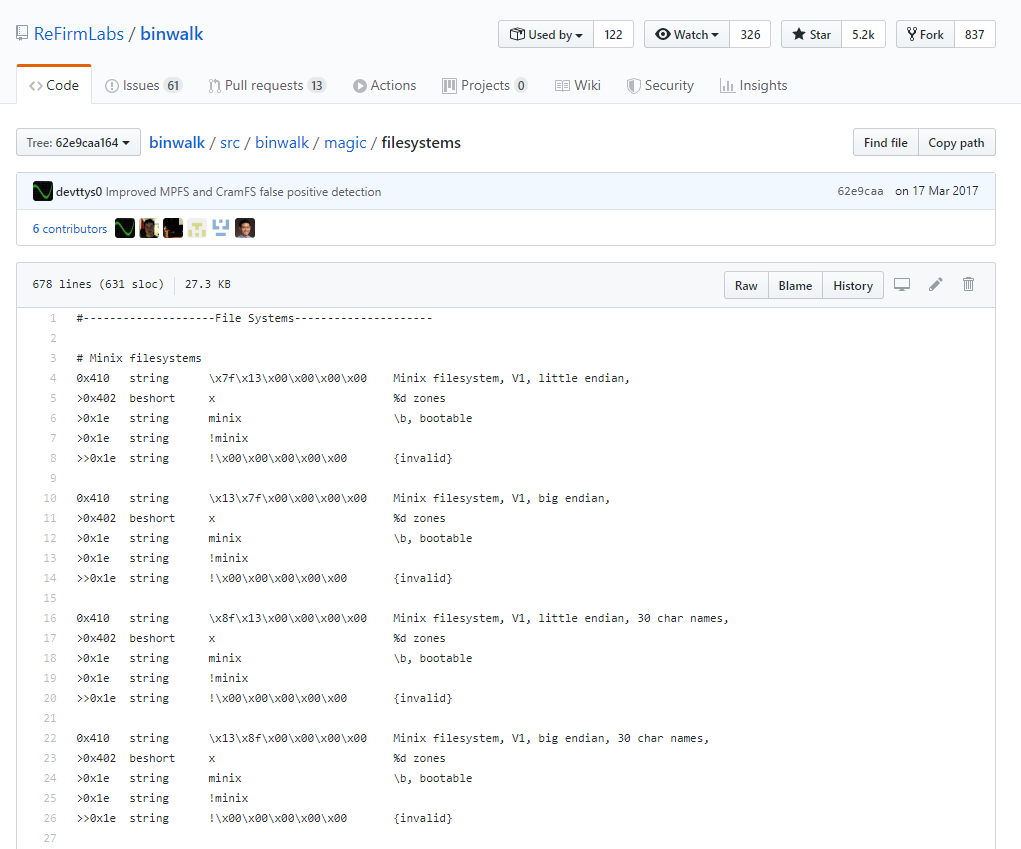 ReFirmLabs / binwalk
Used by 122 Watch 326 Star 5.2k Fork 837
<> Code Issues 61 Pull requests 13 Actions Projects 0 Wiki Security Insights
Tree: 62e9caa164 binwalk / src / binwalk / magic / filesystems Find file Copy path
devttys0 Improved MPFS and CramFS false positive detection 62e9caa on 17 Mar 2017
6 contributors
678 lines (631 sloc) 27.3 KB Raw Blame History
1 #--------------------File Systems---------------------
2
3 # Minix filesystems
4 0x410 string \x7f\x13\x00\x00\x00\x00 Minix filesystem, V1, little endian,
5 >0x402 beshort x %d zones
6 >0x1e string minix \b, bootable
7 >0x1e string !minix
8 >>0x1e string !\x00\x00\x00\x00\x00 {invalid}
9
10 0x410 string \x13\x7f\x00\x00\x00\x00 Minix filesystem, V1, big endian,
11 >0x402 beshort x %d zones
12 >0x1e string minix \b, bootable
13 >0x1e string !minix
14 >>0x1e string !\x00\x00\x00\x00\x00 {invalid}
15
16 0x410 string \x8f\x13\x00\x00\x00\x00 Minix filesystem, V1, little endian, 30 char names,
17 >0x402 beshort x %d zones
18 >0x1e string minix \b, bootable
19 >0x1e string !minix
20 >>0x1e string !\x00\x00\x00\x00\x00 {invalid}
21
22 0x410 string \x13\x8f\x00\x00\x00\x00 Minix filesystem, V1, big endian, 30 char names,
23 >0x402 beshort x %d zones
24 >0x1e string minix \b, bootable
25 >0x1e string !minix
26 >>0x1e string !\x00\x00\x00\x00\x00 {invalid}
27